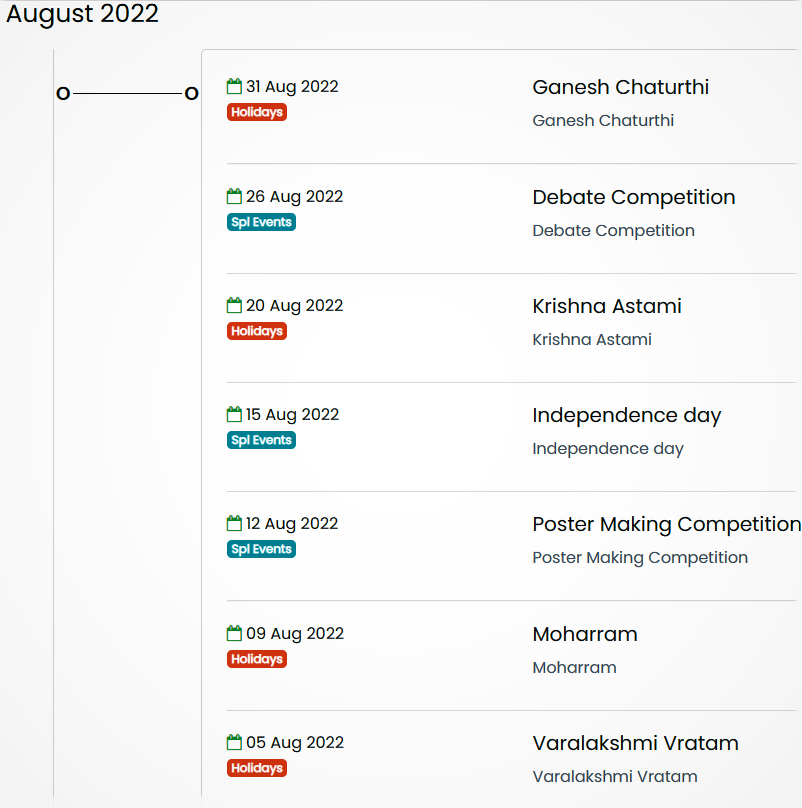 August 2022
31 Aug 2022
Holidays
Ganesh Chaturthi
Ganesh Chaturthi
26 Aug 2022
Spl Events
Debate Competition
Debate Competition
20 Aug 2022
Holidays
Krishna Astami
Krishna Astami
15 Aug 2022
Spl Events
Independence day
Independence day
12 Aug 2022
Spl Events
Poster Making Competition
Poster Making Competition
09 Aug 2022
Holidays
Moharram
Moharram
05 Aug 2022
Holidays
Varalakshmi Vratam
Varalakshmi Vratam